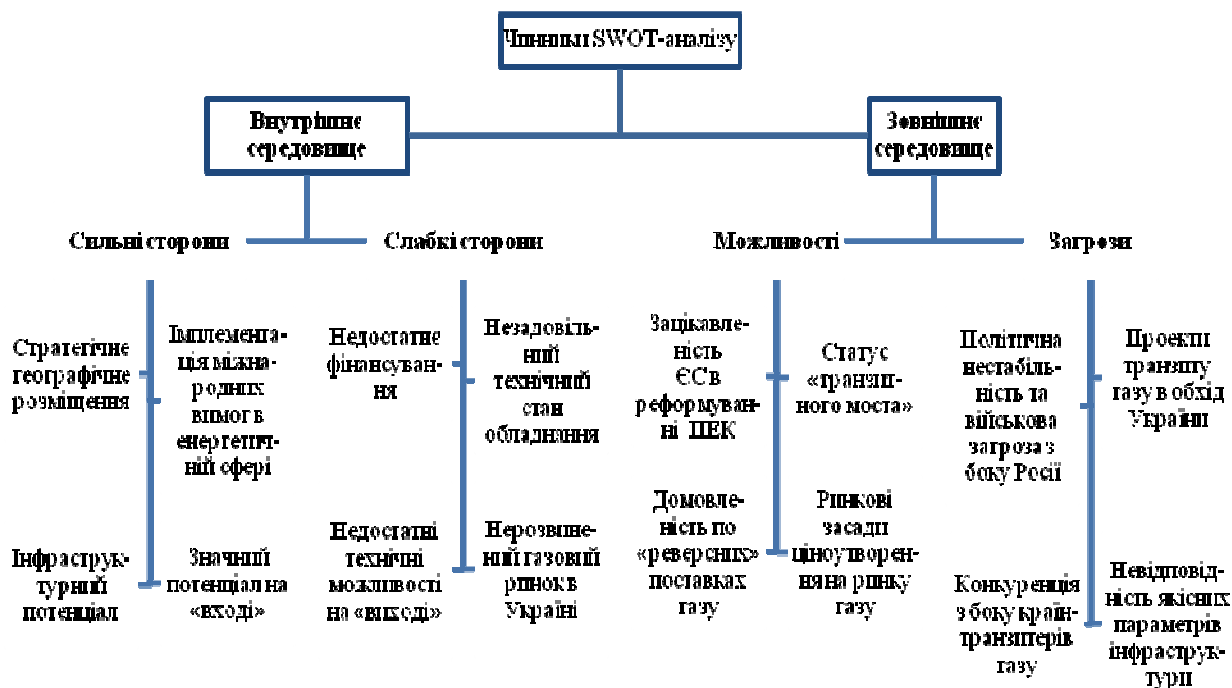 Чинники SWOT-аналізу
Внутрішнє
середовище
Зовнішнє
середовище
Сильні сторони
Слабкі сторони
Можливості
Загрози
Стратегічне
географічне
розміщення
Імплемента-
ція міжна-
родних
вимог в
енергетич-
ній сфері
Інфраструк-
турний
потенціал
Значний
потенціал на
«вході»
Недостатнє
фінансуван-
ня
Незадовіль-
ний
технічний
стан
обладнання
Недостатні
технічні
можливості
на «виході»
Нерозвине-
ний газовий
ринок в
Україні
Зацікавле-
ність
ЄС в
реформуван-
ні ПЕК
Статус
«транзит-
ного моста»
Домовле-
ність по
«реверсних»
поставках
газу
Ринкові
засади
ціноутворен-
ня на ринку
газу
Політична
нестабіль-
ність та
військова
загроза з
боку Росії
Проекти
транзиту
газу в обхід
України
Конкуренція
з боку країн-
транзитерів
газу
Невідповід-
ність якісних
параметрів
інфраструк-
тури